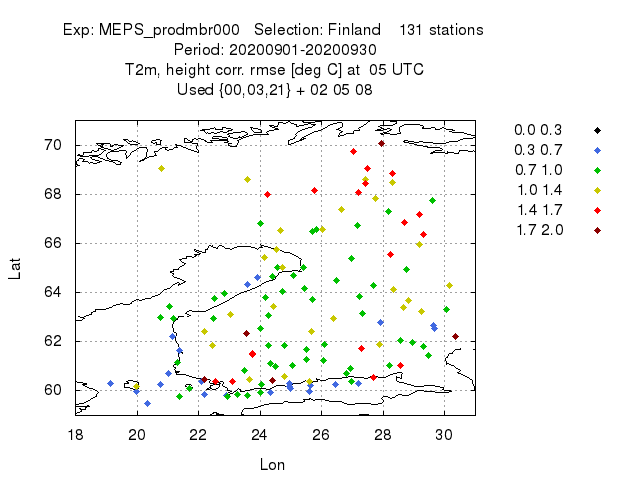 Exp: MEPS_prodmbr000   Selection: Finland    131 stations
Period: 20200901-20200930
T2m, height corr. rmse [deg C] at  05 UTC
Used {00,03,21} + 02 05 08
70
68
66
64
62
60
18 20 22 24 26 28 30
Lat
Lon
0.0 0.3
0.3 0.7
0.7 1.0
1.0 1.4
1.4 1.7
1.7 2.0